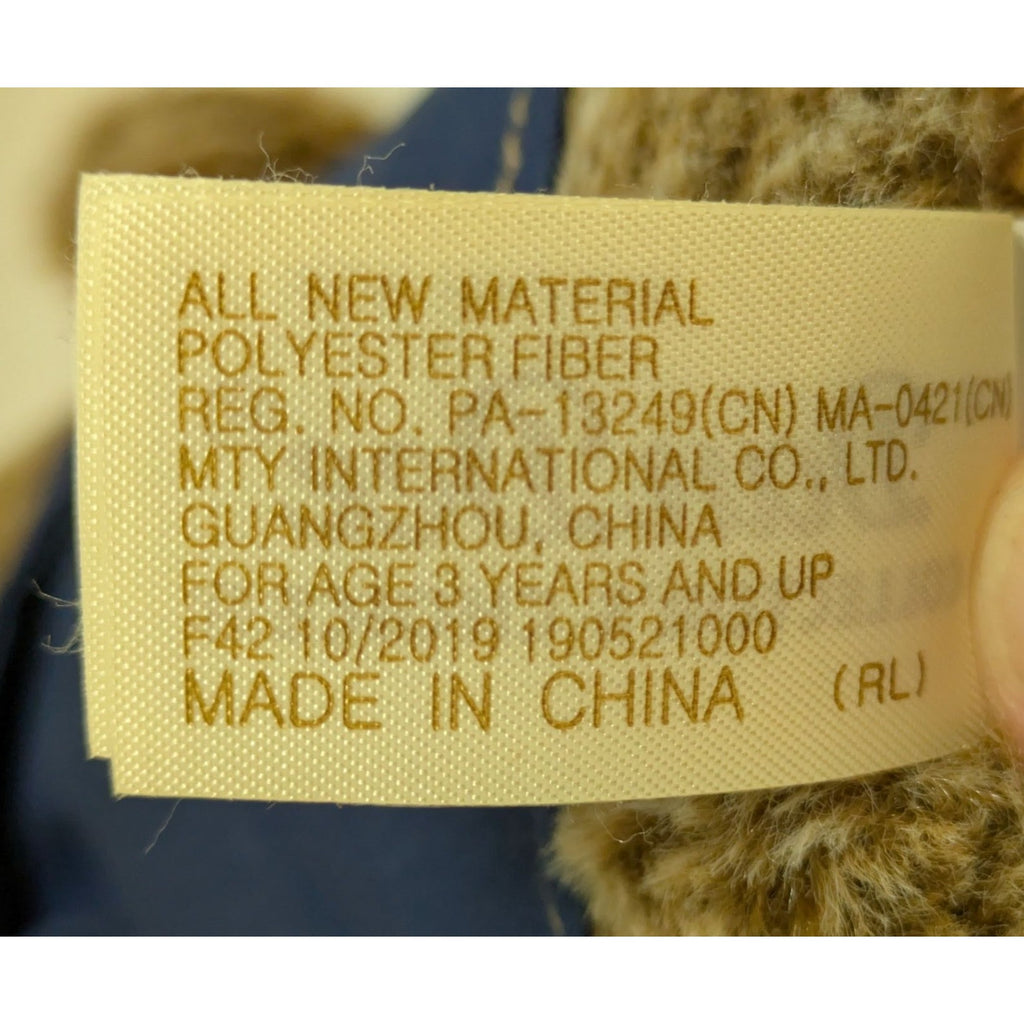 ALL NEW MATERIAL
POLYESTER FIBER
REG. NO. PA-13249(CN) MA-0421(CN)
MTY INTERNATIONAL CO., LTD.
GUANGZHOU, CHINA
FOR AGE 3 YEARS AND UP
F42 10/2019 190521000
MADE IN CHINA (RL)